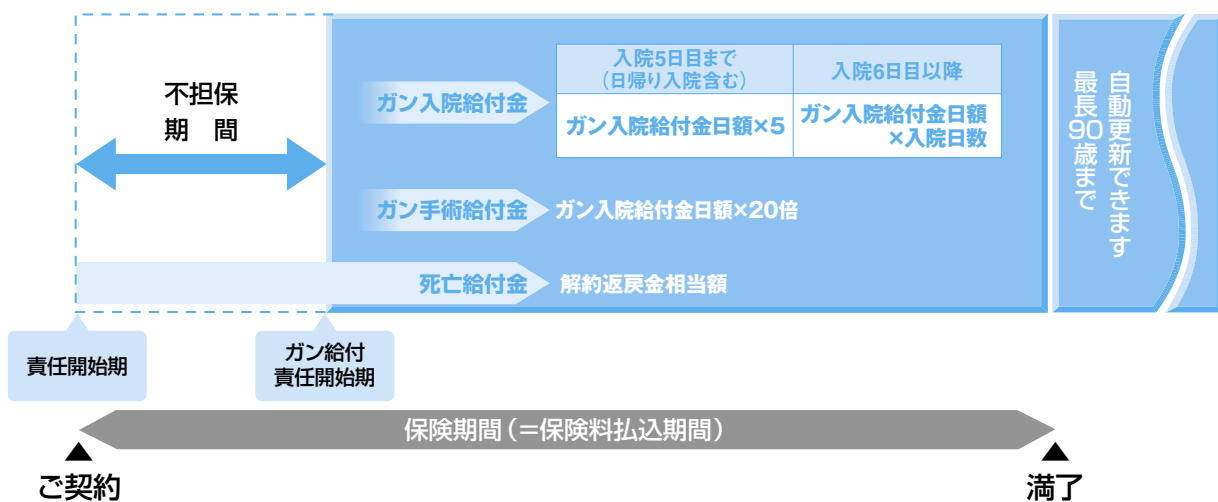 不担保
期　間
ガン入院給付金
入院5日目まで
（日帰り入院含む）
入院6日目以降
ガン入院給付金日額×5
ガン入院給付金日額
×入院日数
ガン手術給付金
ガン入院給付金日額×20倍
死亡給付金
解約返戻金相当額
自動更新できます
最長90歳まで
責任開始期
ガン給付
責任開始期
保険期間（＝保険料払込期間）
ご契約
満了